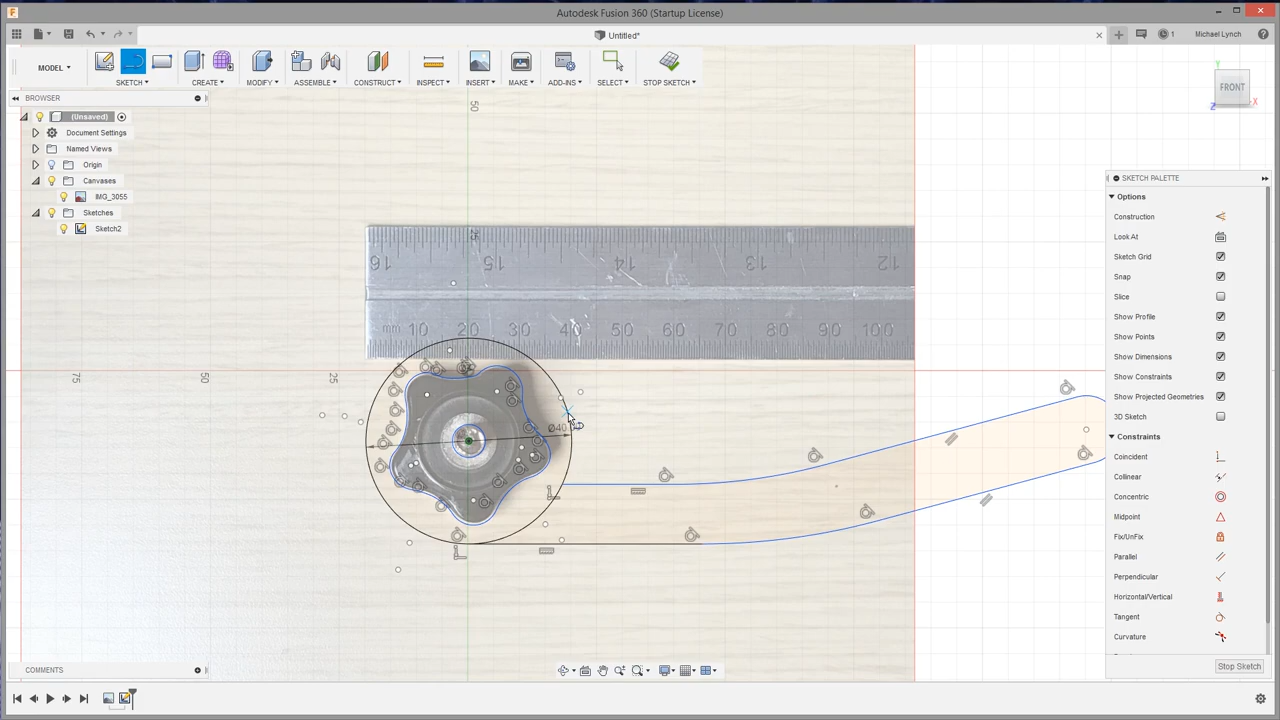 Autodesk Fusion 360 (Startup License)
Untitled*
1
Michael Lynch
MODEL
SKETCH
CREATE
MODIFY
ASSEMBLE
CONSTRUCT
INSPECT
INSERT
MAKE
ADD-INS
SELECT
STOP SKETCH
BROWSER
(Unsaved)
Document Settings
Named Views
Origin
Canvases
IMG_3055
Sketches
Sketch2
Y
FRONT
X
Z
50
25
16 15 14 13 12
mm 10 20 30 40 50 60 70 80 90 100
75 50 25
Ø40
SKETCH PALETTE
Options
Construction
Look At
Sketch Grid
Snap
Slice
Show Profile
Show Points
Show Dimensions
Show Constraints
Show Projected Geometries
3D Sketch
Constraints
Coincident
Collinear
Concentric
Midpoint
Fix/UnFix
Parallel
Perpendicular
Horizontal/Vertical
Tangent
Curvature
Stop Sketch
COMMENTS